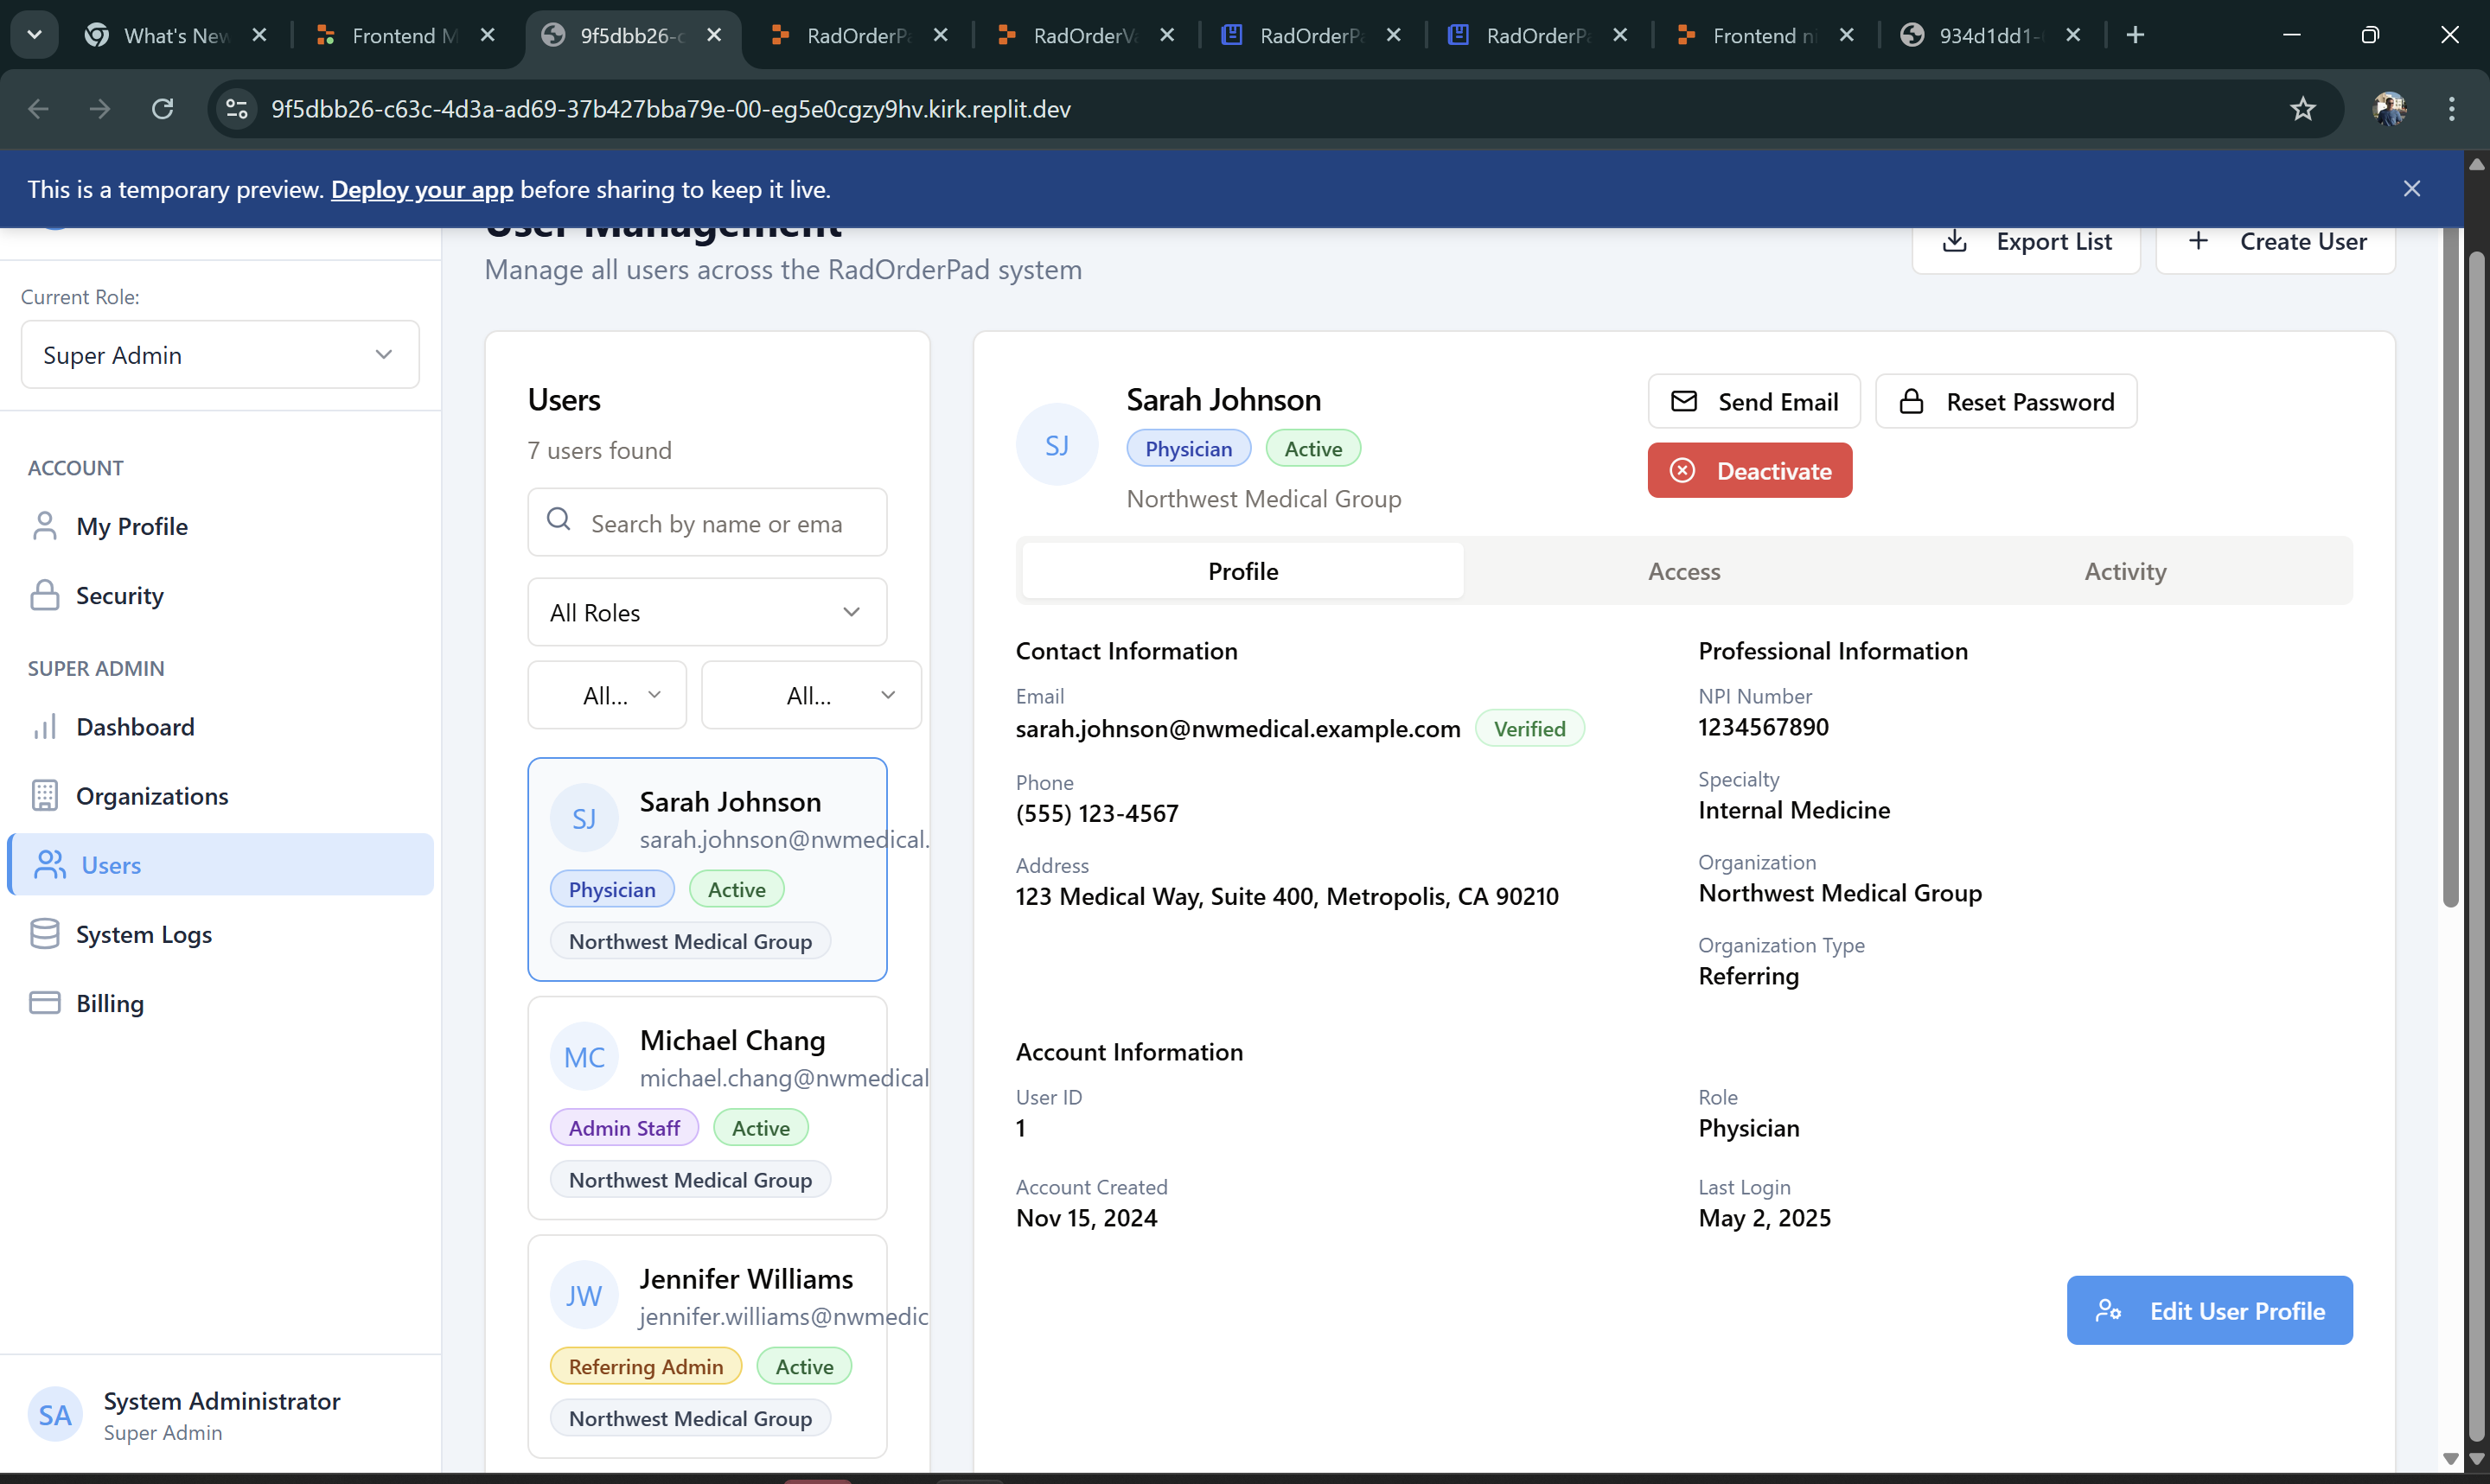 What's New
Frontend M
9f5dbb26-c
RadOrderPa
RadOrderVa
RadOrderPa
RadOrderPa
Frontend n
934d1dd1-
9f5dbb26-c63c-4d3a-ad69-37b427bba79e-00-eg5e0cgzy9hv.kirk.replit.dev
This is a temporary preview. Deploy your app before sharing to keep it live.
User Management
Manage all users across the RadOrderPad system
Export List
Create User
Current Role:
Super Admin
ACCOUNT
My Profile
Security
SUPER ADMIN
Dashboard
Organizations
Users
System Logs
Billing
SA
System Administrator
Super Admin
Users
7 users found
Search by name or ema
All Roles
All...
All...
SJ
Sarah Johnson
sarah.johnson@nwmedical.
Physician
Active
Northwest Medical Group
MC
Michael Chang
michael.chang@nwmedical
Admin Staff
Active
Northwest Medical Group
JW
Jennifer Williams
jennifer.williams@nwmedic
Referring Admin
Active
Northwest Medical Group
SJ
Sarah Johnson
Physician
Active
Northwest Medical Group
Send Email
Reset Password
Deactivate
Profile
Access
Activity
Contact Information
Email
sarah.johnson@nwmedical.example.com
Verified
Phone
(555) 123-4567
Address
123 Medical Way, Suite 400, Metropolis, CA 90210
Professional Information
NPI Number
1234567890
Specialty
Internal Medicine
Organization
Northwest Medical Group
Organization Type
Referring
Account Information
User ID
1
Role
Physician
Account Created
Nov 15, 2024
Last Login
May 2, 2025
Edit User Profile